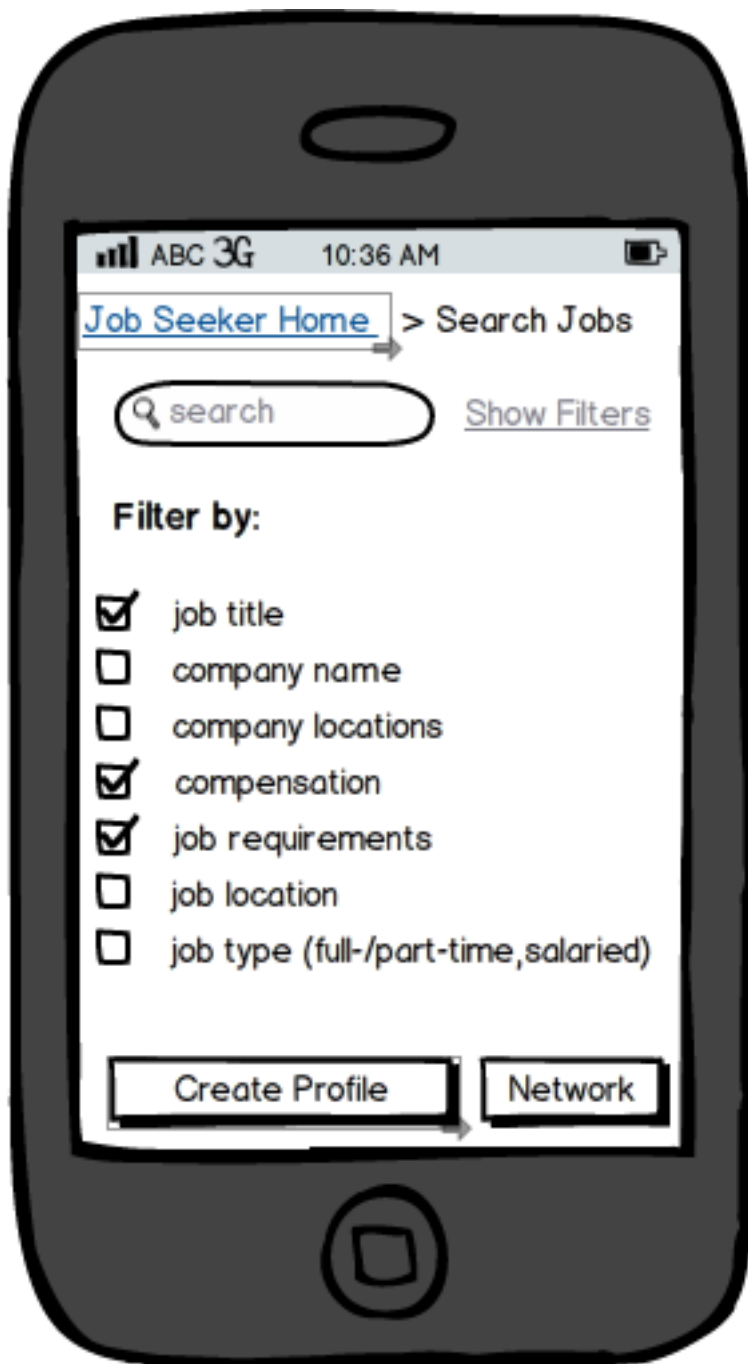 ABC 3G 10:36 AM
Job Seeker Home > Search Jobs
search Show Filters
Filter by:
job title
company name
company locations
compensation
job requirements
job location
job type (full-/part-time,salaried)
Create Profile Network